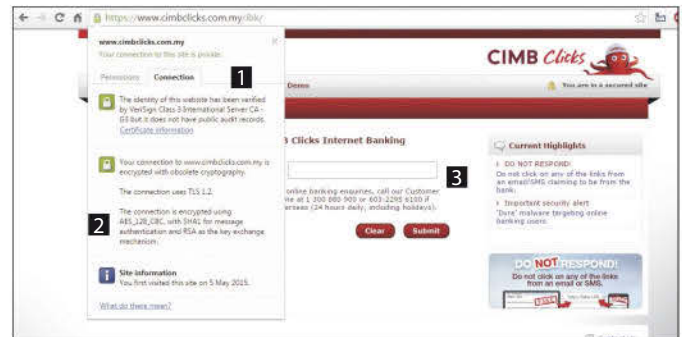 https://www.cimbclicks.com.my/ibk/
www.cimbclicks.com.my
Your connection to this site is private.
Permissions Connection
1
The identity of this website has been verified
by VeriSign Class 3 International Server CA -
G3 but it does not have public audit records.
Certificate information
Your connection to www.cimbclicks.com.my is
encrypted with obsolete cryptography.
The connection uses TLS 1.2.
2
The connection is encrypted using
AES_128_CBC, with SHA1 for message
authentication and RSA as the key exchange
mechanism.
Site information
You first visited this site on 5 May 2015.
What do these mean?
CIMB Clicks
Demo
You are in a secured site
B Clicks Internet Banking
3
online banking enquiries, call our Customer
ne at 1 300 880 900 or 603-2295 6100 if
erseas (24 hours daily, including holidays).
Clear Submit
Current Highlights
DO NOT RESPOND!
Do not click on any of the links from
an email/SMS claiming to be from the
bank.
Important security alert
'Dyre' malware targeting online
banking users.
DO NOT RESPOND!
Do not click on any of the links
from an email or SMS.